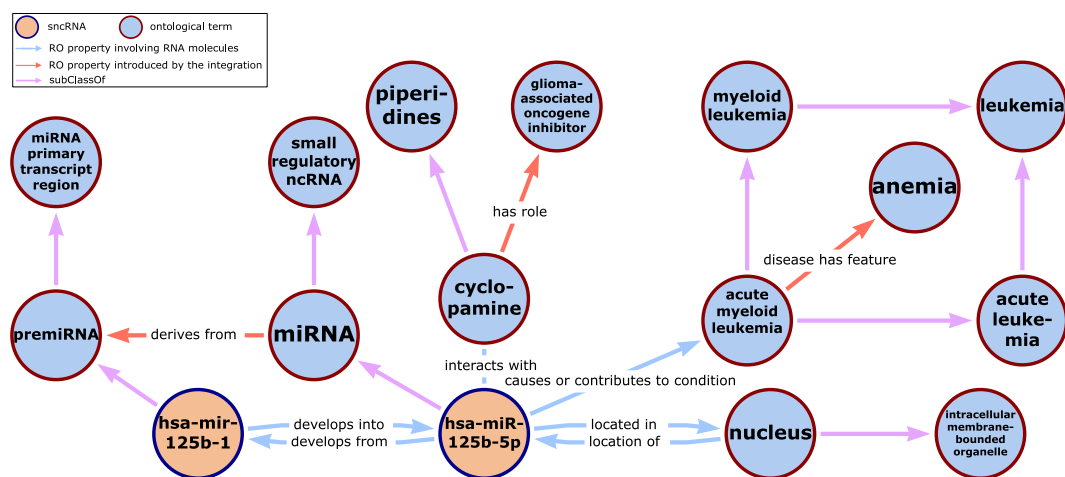 sncRNA
ontological term
RO property involving RNA molecules
RO property introduced by the integration
subClassOf
miRNA
primary
transcript
region
small
regulatory
ncRNA
piperi-
dines
glioma-
associated
oncogene
inhibitor
myeloid
leukemia
leukemia
anemia
has role
disease has feature
premiRNA
derives from
miRNA
cyclo-
pamine
acute
myeloid
leukemia
acute
leuke-
mia
interacts with
causes or contributes to condition
hsa-mir-
125b-1
develops into
develops from
hsa-miR-
125b-5p
located in
location of
nucleus
intracellular
membrane-
bounded
organelle